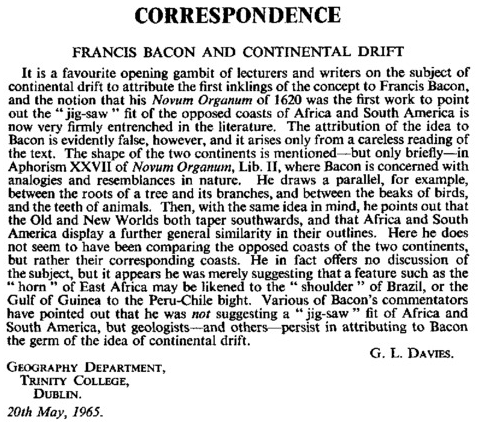 CORRESPONDENCE
FRANCIS BACON AND CONTINENTAL DRIFT
It is a favourite opening gambit of lecturers and writers on the subject of
continental drift to attribute the first inklings of the concept to Francis Bacon,
and the notion that his Novum Organum of 1620 was the first work to point
out the “ jig-saw ” fit of the opposed coasts of Africa and South America is
now very firmly entrenched in the literature. The attribution of the idea to
Bacon is evidently false, however, and it arises only from a careless reading of
the text. The shape of the two continents is mentioned—but only briefly—in
Aphorism XXVII of Novum Organum, Lib. II, where Bacon is concerned with
analogies and resemblances in nature. He draws a parallel, for example,
between the roots of a tree and its branches, and between the beaks of birds,
and the teeth of animals. Then, with the same idea in mind, he points out that
the Old and New Worlds both taper southwards, and that Africa and South
America display a further general similarity in their outlines. Here he does
not seem to have been comparing the opposed coasts of the two continents,
but rather their corresponding coasts. He in fact offers no discussion of
the subject, but it appears he was merely suggesting that a feature such as the
“ horn ” of East Africa may be likened to the “ shoulder ” of Brazil, or the
Gulf of Guinea to the Peru-Chile bight. Various of Bacon's commentators
have pointed out that he was not suggesting a “ jig-saw ” fit of Africa and
South America, but geologists—and others—persist in attributing to Bacon
the germ of the idea of continental drift.
G. L. DAVIES.
GEOGRAPHY DEPARTMENT,
TRINITY COLLEGE,
DUBLIN.
20th May, 1965.